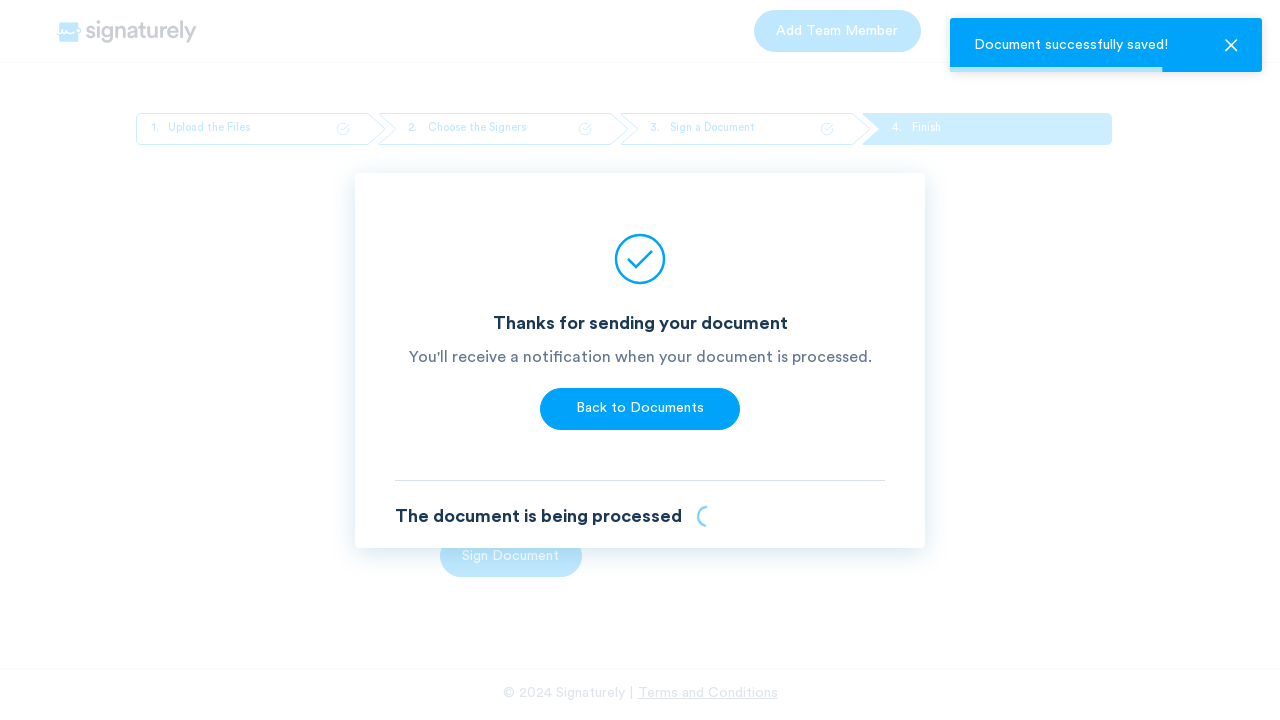 signaturely
Add Team Member
Document successfully saved!
1. Upload the Files
2. Choose the Signers
3. Sign a Document
4. Finish
Thanks for sending your document
You'll receive a notification when your document is processed.
Back to Documents
The document is being processed
Sign Document
© 2024 Signaturely | Terms and Conditions